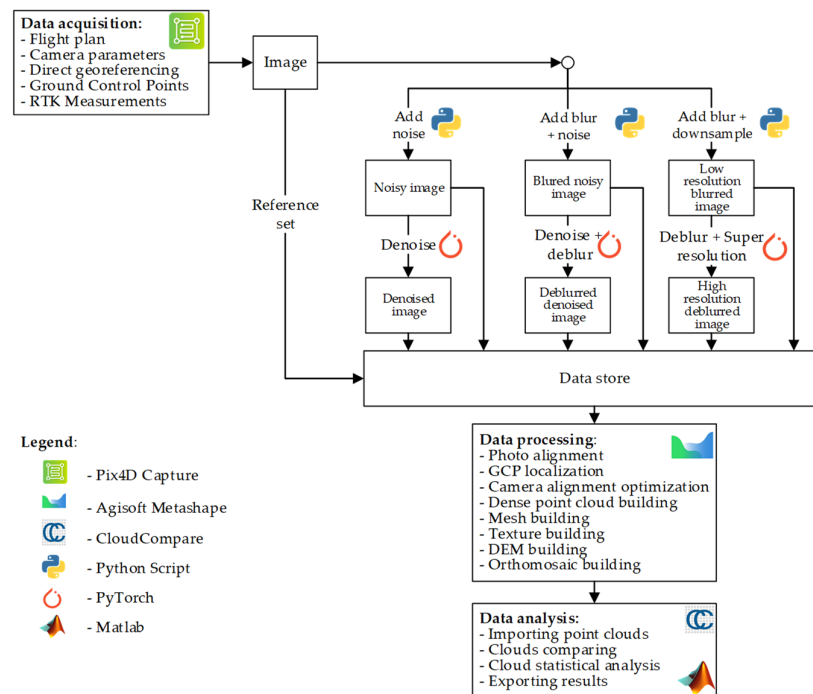 Data acquisition:
- Flight plan
- Camera parameters
- Direct georeferencing
- Ground Control Points
- RTK Measurements
Image
Reference
set
Add
noise
Add blur
+ noise
Add blur +
downsample
Noisy image
Blured noisy
image
Low
resolution
blurred
image
Denoise
Denoise +
deblur
Deblur + Super
resolution
Denoised
image
Deblurred
denoised
image
High
resolution
deblurred
image
Data store
Data processing:
- Photo alignment
- GCP localization
- Camera alignment optimization
- Dense point cloud building
- Mesh building
- Texture building
- DEM building
- Orthomosaic building
Data analysis:
- Importing point clouds
- Clouds comparing
- Cloud statistical analysis
- Exporting results
CC
Legend:
- Pix4D Capture
- Agisoft Metashape
CC
- CloudCompare
- Python Script
- PyTorch
- Matlab